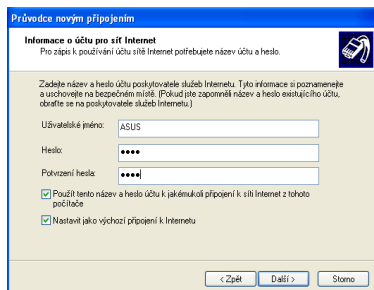 Průvodce novým připojením
Informace o účtu pro síť Internet
Pro zápis k používání účtu sítě Internet potřebujete název účtu a heslo.
Zadejte název a heslo účtu poskytovatele služeb Internetu. Tyto informace si poznamenejte
a uschovejte na bezpečném místě. (Pokud jste zapomněli název a heslo existujícího účtu,
obraťte se na poskytovatele služeb Internetu.)
Uživatelské jméno: ASUS
Heslo: ••••
Potvrzení hesla: ••••
Použít tento název a heslo účtu k jakémukoli připojení k síti Internet z tohoto
počítače
Nastavit jako výchozí připojení k Internetu
< Zpět Další > Storno